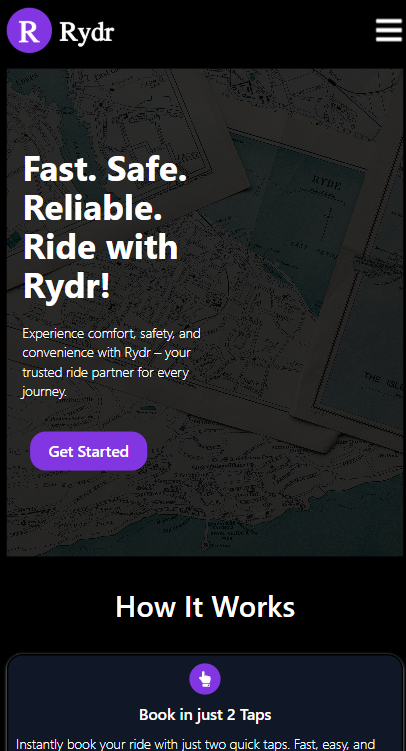 R Rydr
Fast. Safe.
Reliable.
Ride with
Rydr!
RYDE
Experience comfort, safety, and
convenience with Rydr – your
trusted ride partner for every
journey.
Get Started
How It Works
Book in just 2 Taps
Instantly book your ride with just two quick taps. Fast, easy, and